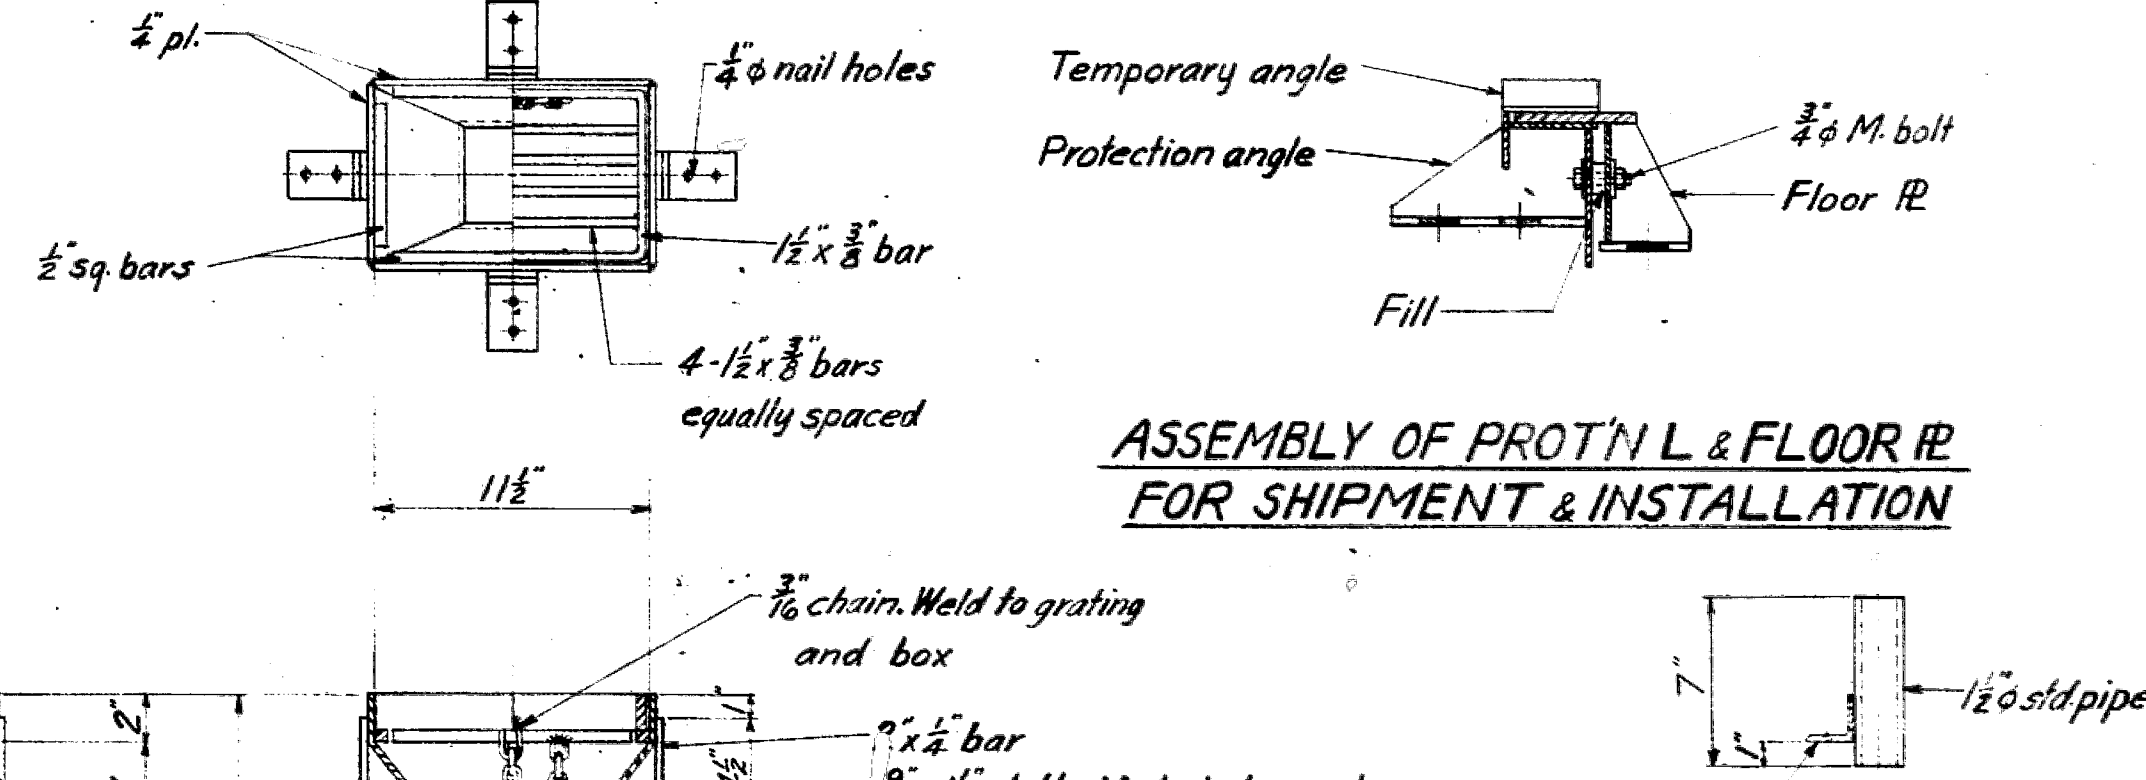 1/4" pl.
1/4" ϕ nail holes
1/2" sq. bars
1 1/2" x 3/8" bar
4 - 1 1/2" x 3/8" bars
equally spaced
Temporary angle
Protection angle
3/4" ϕ M. bolt
Floor ℄
Fill
ASSEMBLY OF PROT'N L & FLOOR PL
FOR SHIPMENT & INSTALLATION
11 1/2"
3/16" chain. Weld to grating
and box
2"
1"
2" x 1/4" bar
7"
1"
1 1/2" ϕ std. pipe